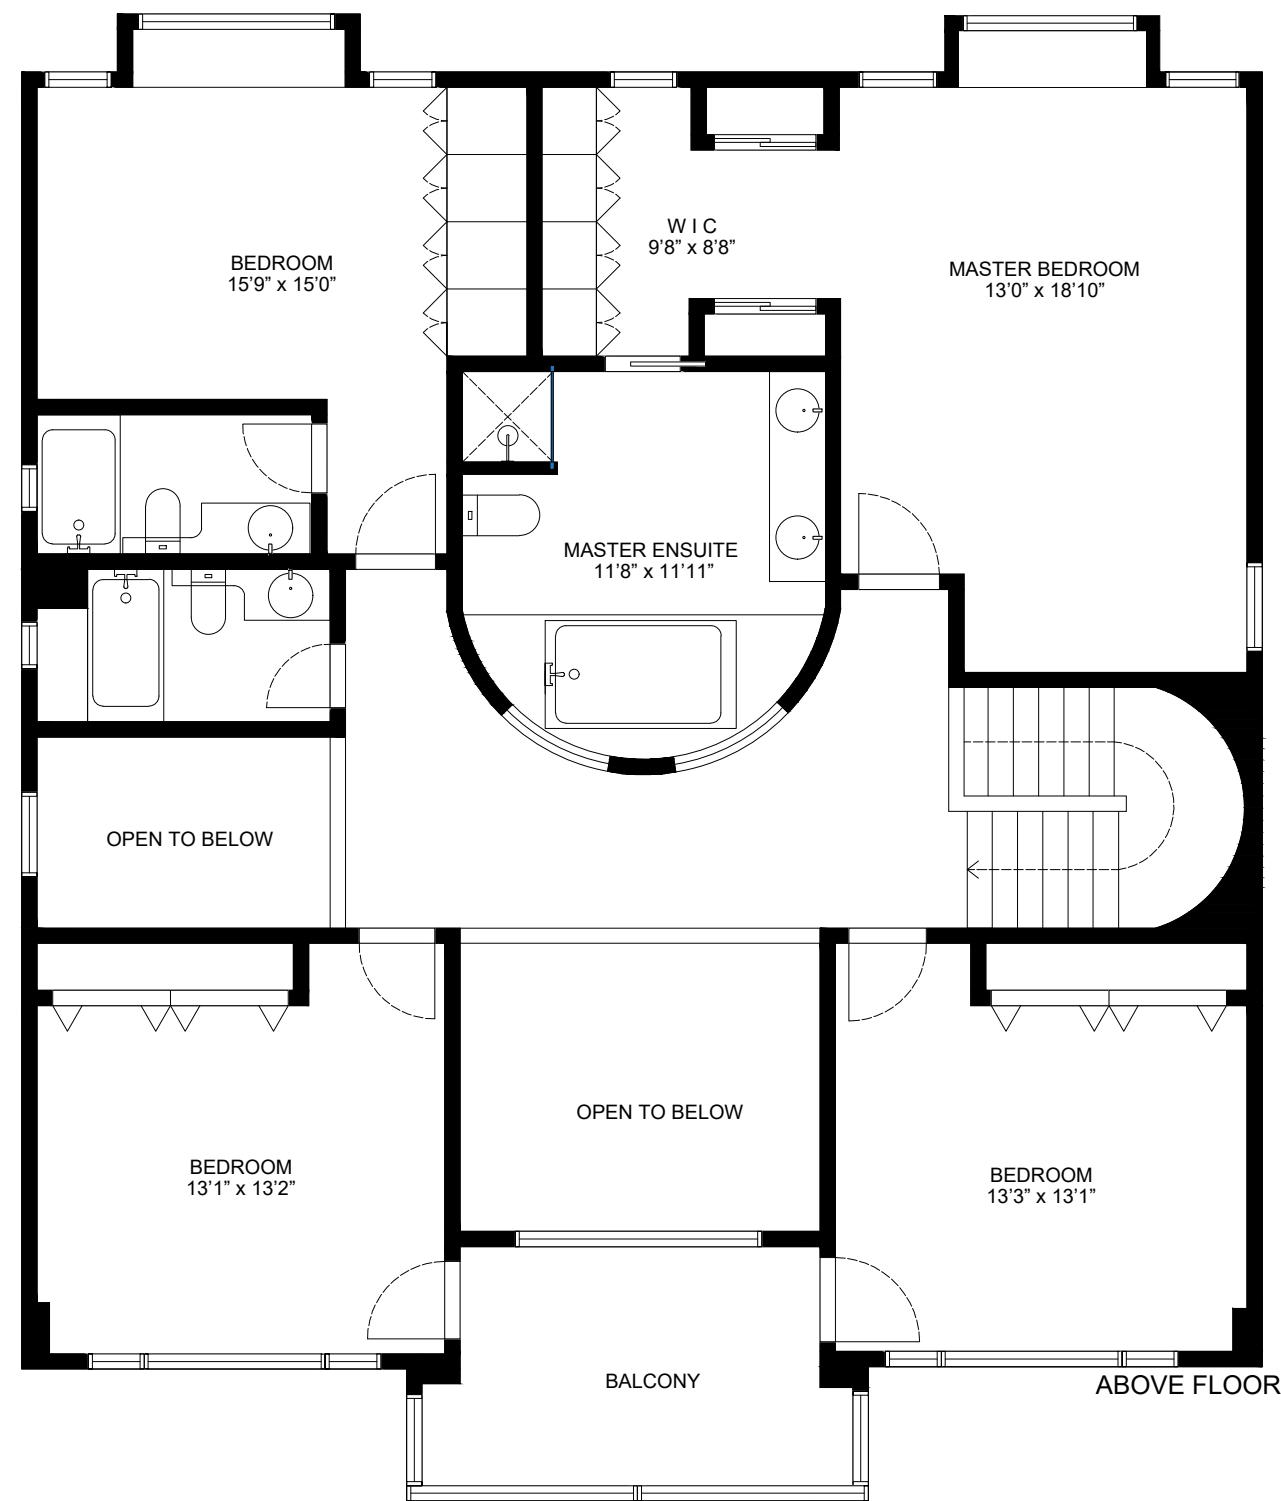 W I C
9’8” x 8’8”
BEDROOM
15’9” x 15’0”
MASTER BEDROOM
13’0” x 18’10”
MASTER ENSUITE
11’8” x 11’11”
OPEN TO BELOW
OPEN TO BELOW
BEDROOM
13’1” x 13’2”
BEDROOM
13’3” x 13’1”
BALCONY
ABOVE FLOOR